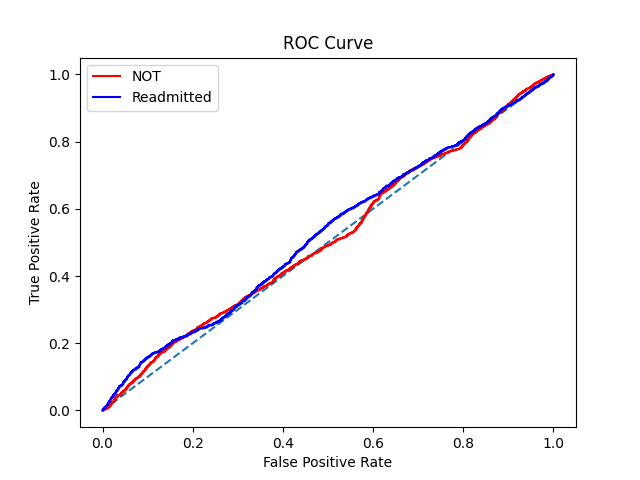 ROC Curve
NOT
Readmitted
True Positive Rate
1.0
0.8
0.6
0.4
0.2
0.0
0.0 0.2 0.4 0.6 0.8 1.0
False Positive Rate